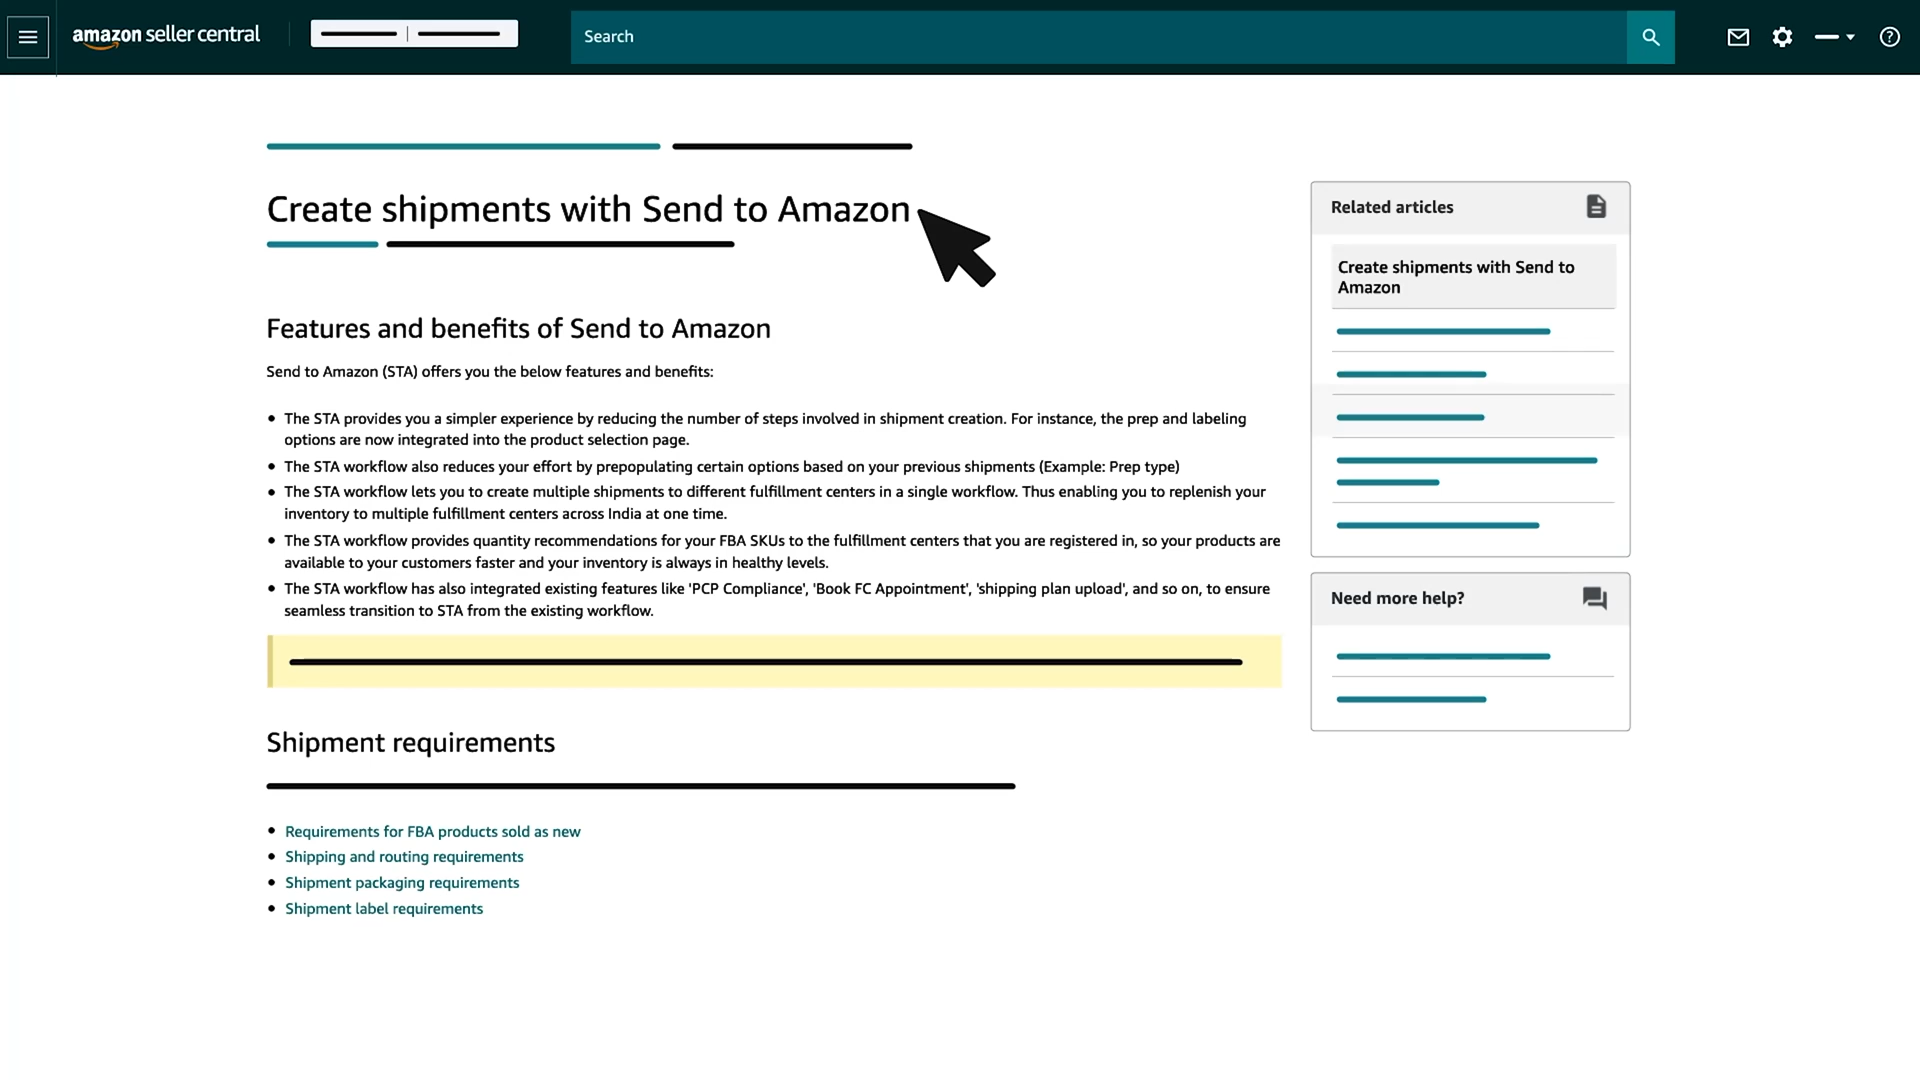 amazon seller central
Search
Create shipments with Send to Amazon
Features and benefits of Send to Amazon
Send to Amazon (STA) offers you the below features and benefits:
The STA provides you a simpler experience by reducing the number of steps involved in shipment creation. For instance, the prep and labeling
options are now integrated into the product selection page.
The STA workflow also reduces your effort by prepopulating certain options based on your previous shipments (Example: Prep type)
The STA workflow lets you to create multiple shipments to different fulfillment centers in a single workflow. Thus enabling you to replenish your
inventory to multiple fulfillment centers across India at one time.
The STA workflow provides quantity recommendations for your FBA SKUs to the fulfillment centers that you are registered in, so your products are
available to your customers faster and your inventory is always in healthy levels.
The STA workflow has also integrated existing features like 'PCP Compliance', 'Book FC Appointment', 'shipping plan upload', and so on, to ensure
seamless transition to STA from the existing workflow.
Shipment requirements
Requirements for FBA products sold as new
Shipping and routing requirements
Shipment packaging requirements
Shipment label requirements
Related articles
Create shipments with Send to
Amazon
Need more help?